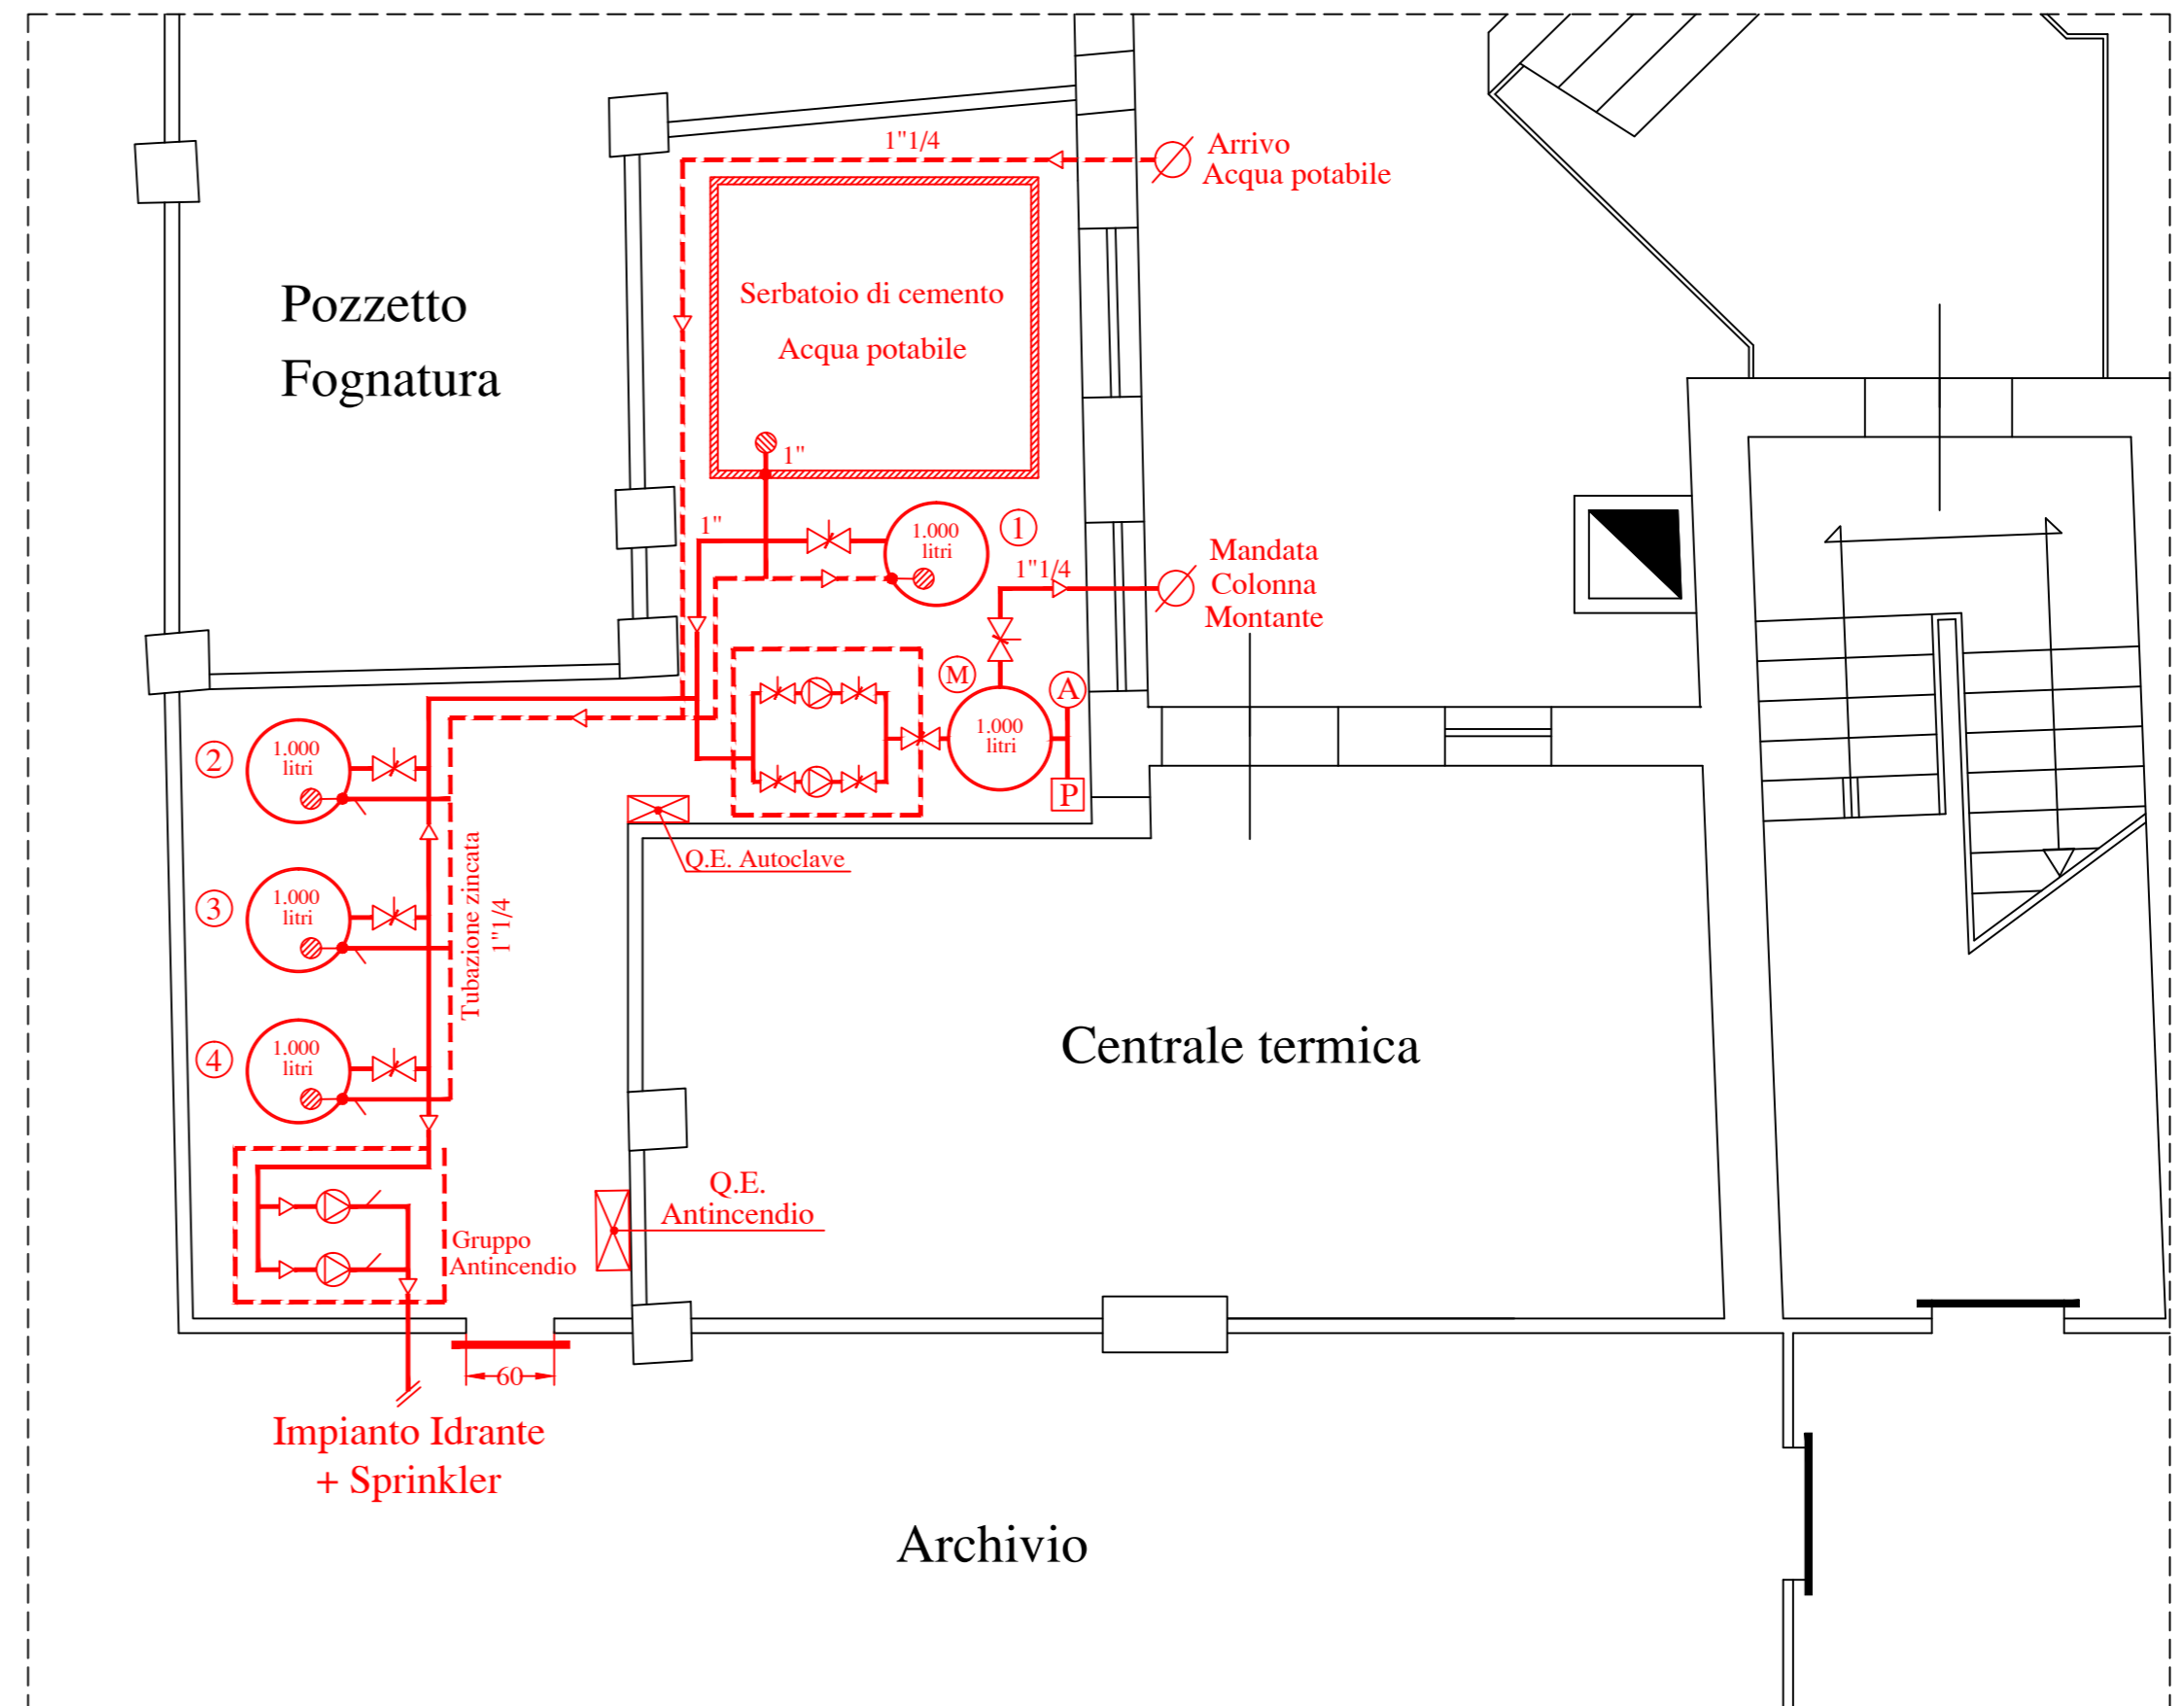 1"1/4
Arrivo
Acqua potabile
Pozzetto
Fognatura
Serbatoio di cemento
Acqua potabile
1"
1"
1.000
litri
1
1"1/4
Mandata
Colonna
Montante
M
A
1.000
litri
P
2
1.000
litri
Q.E. Autoclave
3
1.000
litri
Tubazione zincata
1"1/4
4
1.000
litri
Centrale termica
Q.E.
Antincendio
Gruppo
Antincendio
60
Impianto Idrante
+ Sprinkler
Archivio